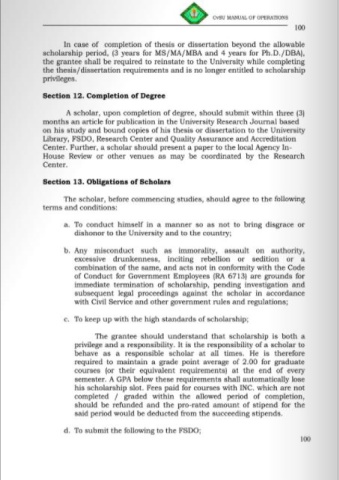 CvSU MANUAL OF OPERATIONS
100
In case of completion of thesis or dissertation beyond the allowable
scholarship period, (3 years for MS/MA/MBA and 4 years for Ph.D./DBA),
the grantee shall be required to reinstate to the University while completing
the thesis/dissertation requirements and is no longer entitled to scholarship
privileges.
Section 12. Completion of Degree
A scholar, upon completion of degree, should submit within three (3)
months an article for publication in the University Research Journal based
on his study and bound copies of his thesis or dissertation to the University
Library, FSDO, Research Center and Quality Assurance and Accreditation
Center. Further, a scholar should present a paper to the local Agency In-
House Review or other venues as may be coordinated by the Research
Center.
Section 13. Obligations of Scholars
The scholar, before commencing studies, should agree to the following
terms and conditions:
a. To conduct himself in a manner so as not to bring disgrace or
dishonor to the University and to the country;
b. Any misconduct such as immorality, assault on authority,
excessive drunkenness, inciting rebellion or sedition or a
combination of the same, and acts not in conformity with the Code
of Conduct for Government Employees (RA 6713) are grounds for
immediate termination of scholarship, pending investigation and
subsequent legal proceedings against the scholar in accordance
with Civil Service and other government rules and regulations;
c. To keep up with the high standards of scholarship;
The grantee should understand that scholarship is both a
privilege and a responsibility. It is the responsibility of a scholar to
behave as a responsible scholar at all times. He is therefore
required to maintain a grade point average of 2.00 for graduate
courses (or their equivalent requirements) at the end of every
semester. A GPA below these requirements shall automatically lose
his scholarship slot. Fees paid for courses with INC. which are not
completed / graded within the allowed period of completion,
should be refunded and the pro-rated amount of stipend for the
said period would be deducted from the succeeding stipends.
d. To submit the following to the FSDO;
100